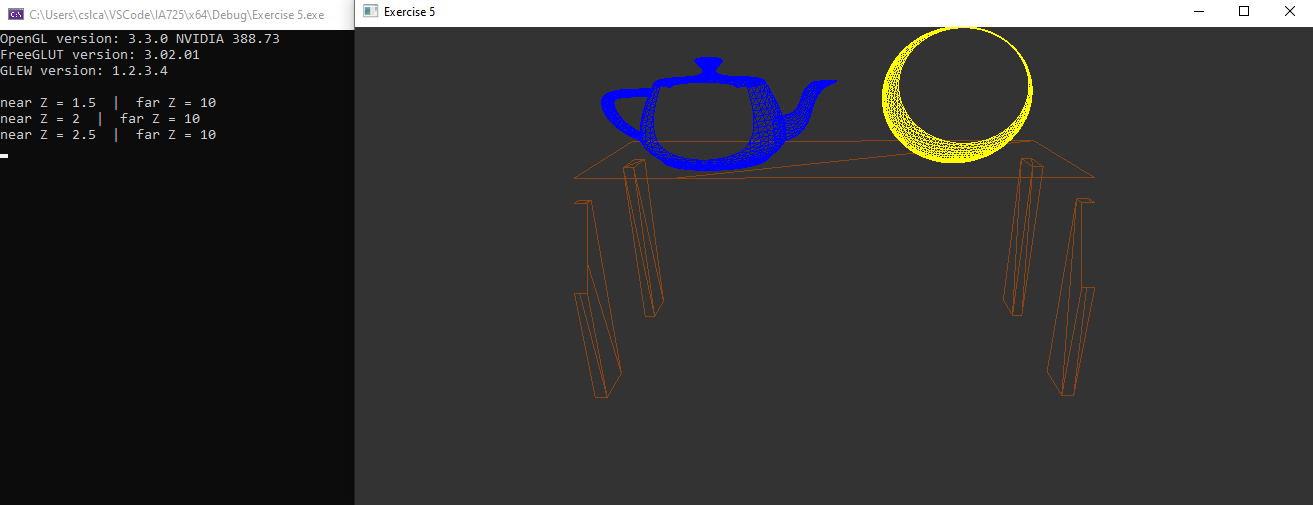 C:\Users\cslca\VSCode\IA725\x64\Debug\Exercise 5.exe
Exercise 5
OpenGL version: 3.3.0 NVIDIA 388.73
FreeGLUT version: 3.02.01
GLEW version: 1.2.3.4
near Z = 1.5  |  far Z = 10
near Z = 2  |  far Z = 10
near Z = 2.5  |  far Z = 10